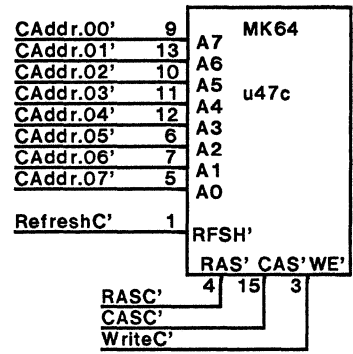 CAddr.00' 9 MK64
CAddr.01' 13 A7
CAddr.02' 10 A6
CAddr.03' 11 A5 u47c
CAddr.04' 12 A4
CAddr.05' 6 A3
CAddr.06' 7 A2
CAddr.07' 5 A1
A0
RefreshC' 1 RFSH'
RAS' CAS' WE'
4 15 3
RASC'
CASC'
WriteC'